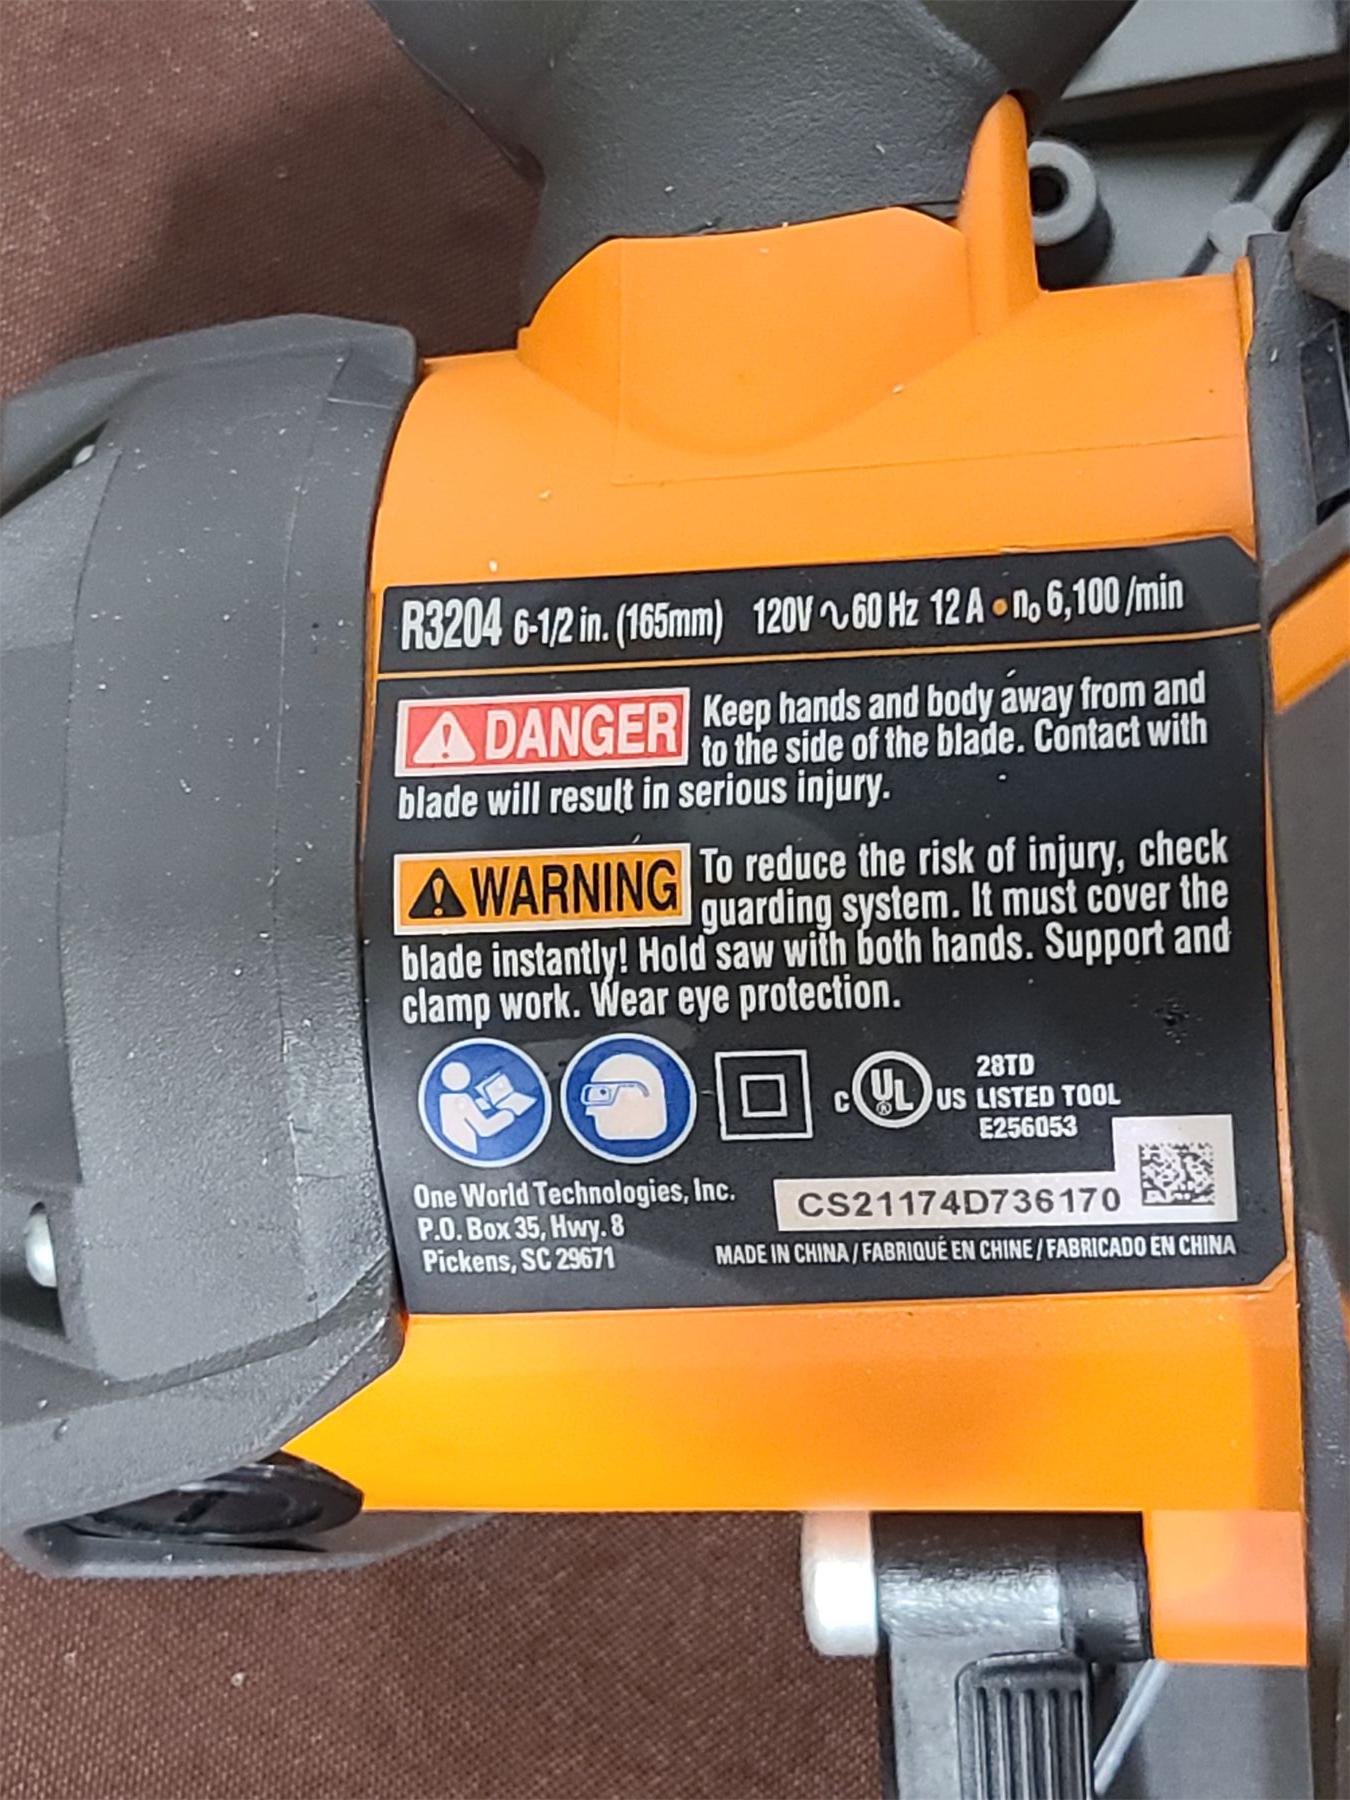 R3204 6-1/2 in. (165mm) 120V ∿ 60 Hz 12 A • n₀ 6,100 /min
⚠ DANGER Keep hands and body away from and
to the side of the blade. Contact with
blade will result in serious injury.
⚠ WARNING To reduce the risk of injury, check
guarding system. It must cover the
blade instantly! Hold saw with both hands. Support and
clamp work. Wear eye protection.
C UL® US
28TD
LISTED TOOL
E256053
One World Technologies, Inc.
P.O. Box 35, Hwy. 8
Pickens, SC 29671
CS21174D736170
MADE IN CHINA / FABRIQUÉ EN CHINE / FABRICADO EN CHINA